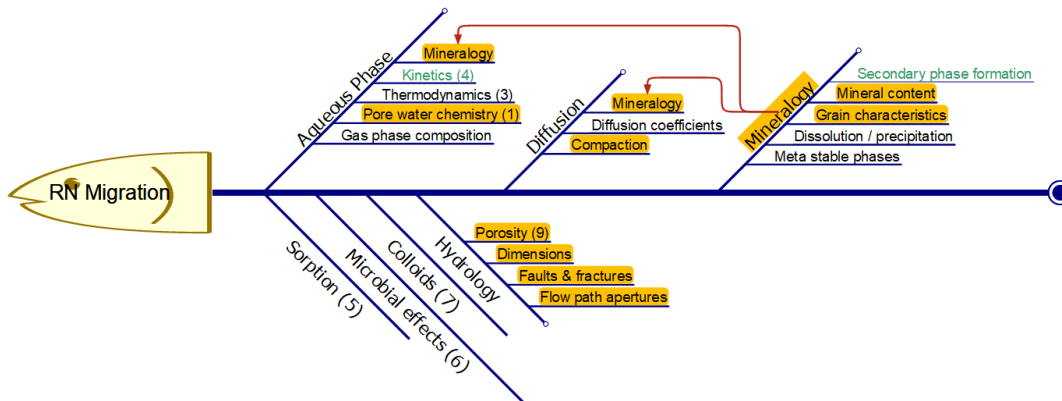 RN Migration
Aqueous Phase
Mineralogy
Kinetics (4)
Thermodynamics (3)
Pore water chemistry (1)
Gas phase composition
Diffusion
Mineralogy
Diffusion coefficients
Compaction
Mineralogy
Secondary phase formation
Mineral content
Grain characteristics
Dissolution / precipitation
Meta stable phases
Sorption (5)
Microbial effects (6)
Colloids (7)
Hydrology
Porosity (9)
Dimensions
Faults & fractures
Flow path apertures